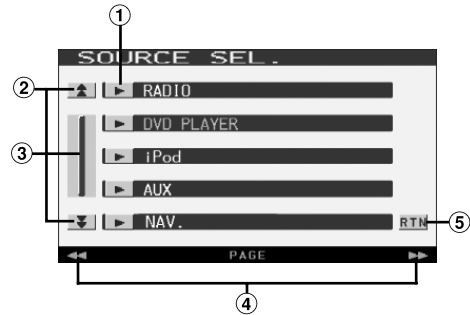 1
SOURCE SEL.
2
RADIO
DVD PLAYER
3
iPod
AUX
NAV.
RTN
5
PAGE
4